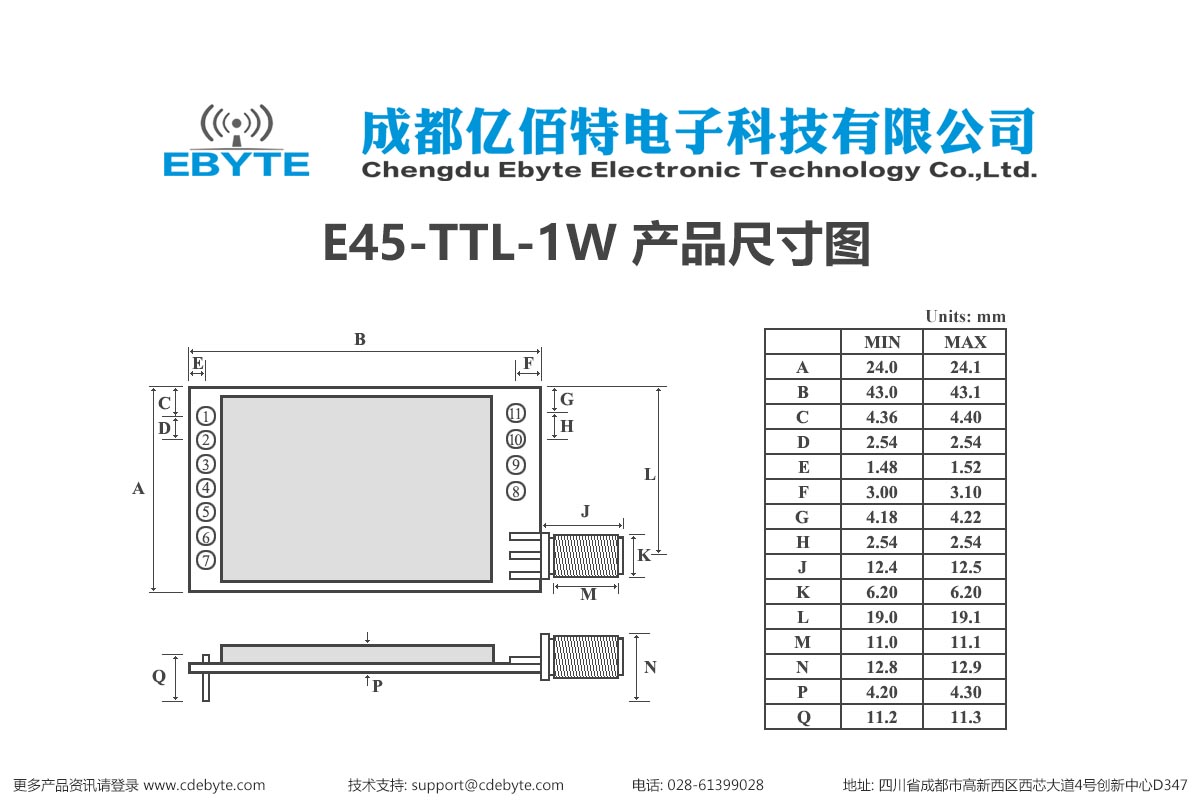 EBYTE
成都亿佰特电子科技有限公司
Chengdu Ebyte Electronic Technology Co.,Ltd.
E45-TTL-1W 产品尺寸图
B
E
F
C
D
A
1
2
3
4
5
6
7
11
10
9
8
G
H
L
J
K
M
Q
P
N
Units: mm
MIN MAX
A 24.0 24.1
B 43.0 43.1
C 4.36 4.40
D 2.54 2.54
E 1.48 1.52
F 3.00 3.10
G 4.18 4.22
H 2.54 2.54
J 12.4 12.5
K 6.20 6.20
L 19.0 19.1
M 11.0 11.1
N 12.8 12.9
P 4.20 4.30
Q 11.2 11.3
更多产品资讯请登录 www.cdebyte.com 技术支持: support@cdebyte.com 电话: 028-61399028 地址: 四川省成都市高新西区西芯大道4号创新中心D347